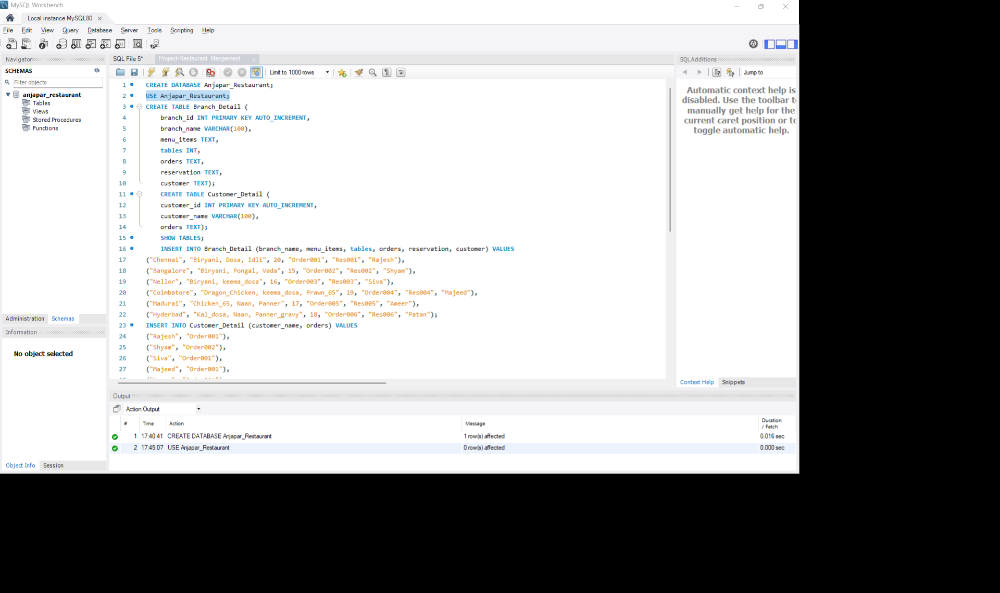 MySQL Workbench
Local instance MySQL80
File Edit View Query Database Server Tools Scripting Help
Navigator
SCHEMAS
Filter objects
anjapar_restaurant
Tables
Views
Stored Procedures
Functions
Administration Schemas
Information
No object selected
Object Info Session
SQL File 5* Project-Restaurant Mangement...
Limit to 1000 rows
1 CREATE DATABASE Anjapar_Restaurant;
2 USE Anjapar_Restaurant;
3 CREATE TABLE Branch_Detail (
4 branch_id INT PRIMARY KEY AUTO_INCREMENT,
5 branch_name VARCHAR(100),
6 menu_items TEXT,
7 tables INT,
8 orders TEXT,
9 reservation TEXT,
10 customer TEXT);
11 CREATE TABLE Customer_Detail (
12 customer_id INT PRIMARY KEY AUTO_INCREMENT,
13 customer_name VARCHAR(100),
14 orders TEXT);
15 SHOW TABLES;
16 INSERT INTO Branch_Detail (branch_name, menu_items, tables, orders, reservation, customer) VALUES
17 ("Chennai", "Biryani, Dosa, Idli", 20, "Order001", "Res001", "Rajesh"),
18 ("Bangalore", "Biryani, Pongal, Vada", 15, "Order002", "Res002", "Shyam"),
19 ("Nellor", "Biryani, keema_dosa", 16, "Order003", "Res003", "Siva"),
20 ("Coimbatore", "Dragon_Chicken, keema_dosa, Prawn_65", 19, "Order004", "Res004", "Majeed"),
21 ("Madurai", "Chicken_65, Naan, Panner", 17, "Order005", "Res005", "Ameer"),
22 ("Hyderbad", "Kal_dosa, Naan, Panner_gravy", 18, "Order006", "Res006", "Patan");
23 INSERT INTO Customer_Detail (customer_name, orders) VALUES
24 ("Rajesh", "Order001"),
25 ("Shyam", "Order002"),
26 ("Siva", "Order001"),
27 ("Majeed", "Order001"),
SQLAdditions
Jump to
Automatic context help is
disabled. Use the toolbar t
manually get help for the
current caret position or to
toggle automatic help.
Context Help Snippets
Output
Action Output
# Time Action Message Duration / Fetch
1 17:40:41 CREATE DATABASE Anjapar_Restaurant 1 row(s) affected 0.016 sec
2 17:45:07 USE Anjapar_Restaurant 0 row(s) affected 0.000 sec